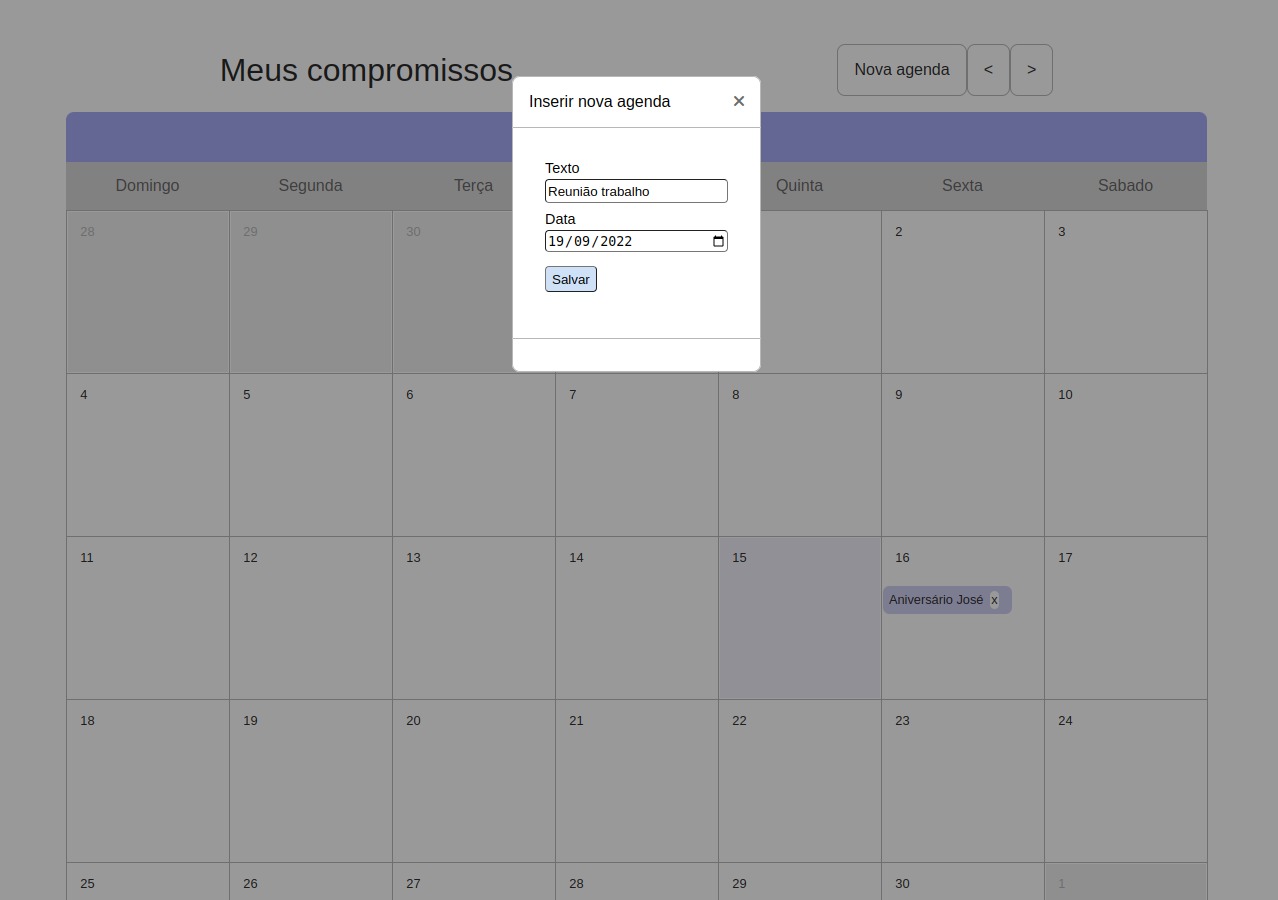 Meus compromissos
Nova agenda < >
Inserir nova agenda ✕
Texto
Reunião trabalho
Data
19/09/2022
Salvar
Domingo Segunda Terça Quinta Sexta Sabado
28 29 30 2 3
4 5 6 7 8 9 10
11 12 13 14 15 16 17
Aniversário José x
18 19 20 21 22 23 24
25 26 27 28 29 30 1